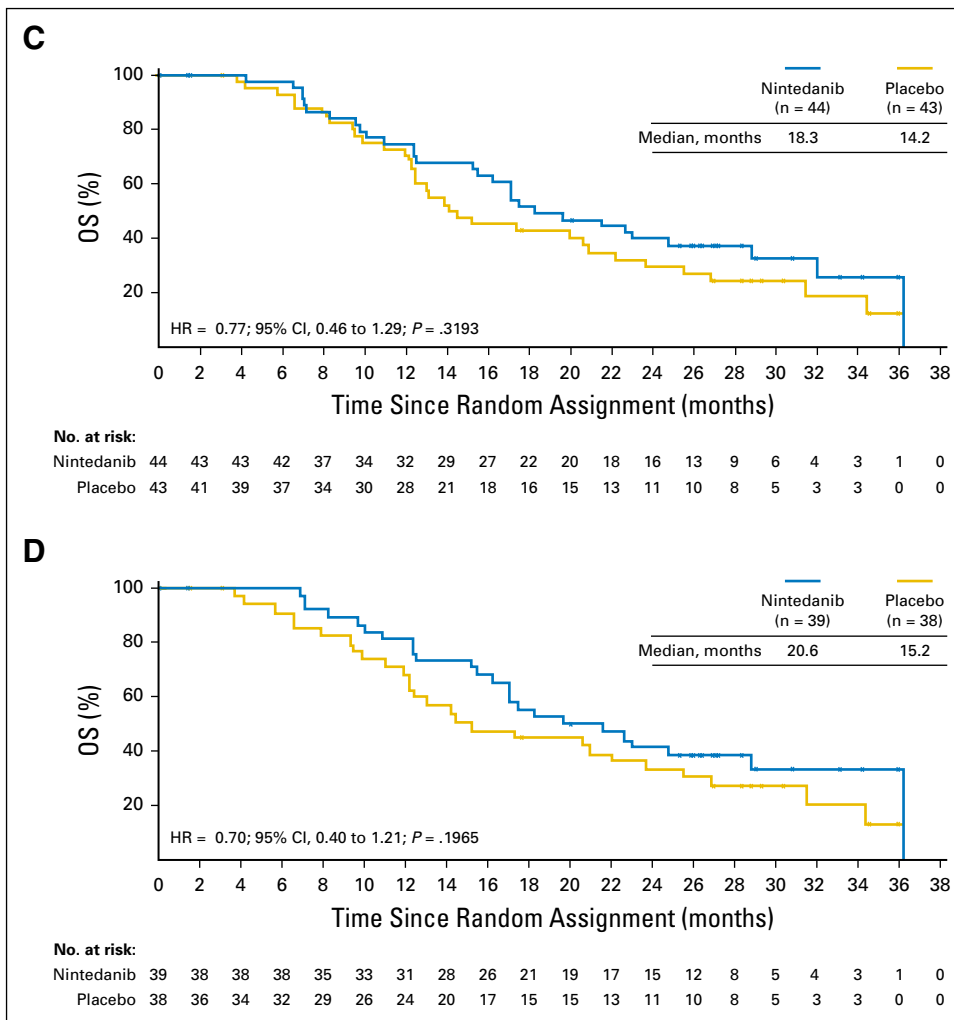 C
Nintedanib Placebo
(n = 44) (n = 43)
Median, months 18.3 14.2
100
80
60
40
20
OS (%)
HR = 0.77; 95% CI, 0.46 to 1.29; P = .3193
0 2 4 6 8 10 12 14 16 18 20 22 24 26 28 30 32 34 36 38
Time Since Random Assignment (months)
No. at risk:
Nintedanib 44 43 43 42 37 34 32 29 27 22 20 18 16 13 9 6 4 3 1 0
Placebo 43 41 39 37 34 30 28 21 18 16 15 13 11 10 8 5 3 3 0 0
D
Nintedanib Placebo
(n = 39) (n = 38)
Median, months 20.6 15.2
100
80
60
40
20
OS (%)
HR = 0.70; 95% CI, 0.40 to 1.21; P = .1965
0 2 4 6 8 10 12 14 16 18 20 22 24 26 28 30 32 34 36 38
Time Since Random Assignment (months)
No. at risk:
Nintedanib 39 38 38 38 35 33 31 28 26 21 19 17 15 12 8 5 4 3 1 0
Placebo 38 36 34 32 29 26 24 20 17 15 15 13 11 10 8 5 3 3 0 0